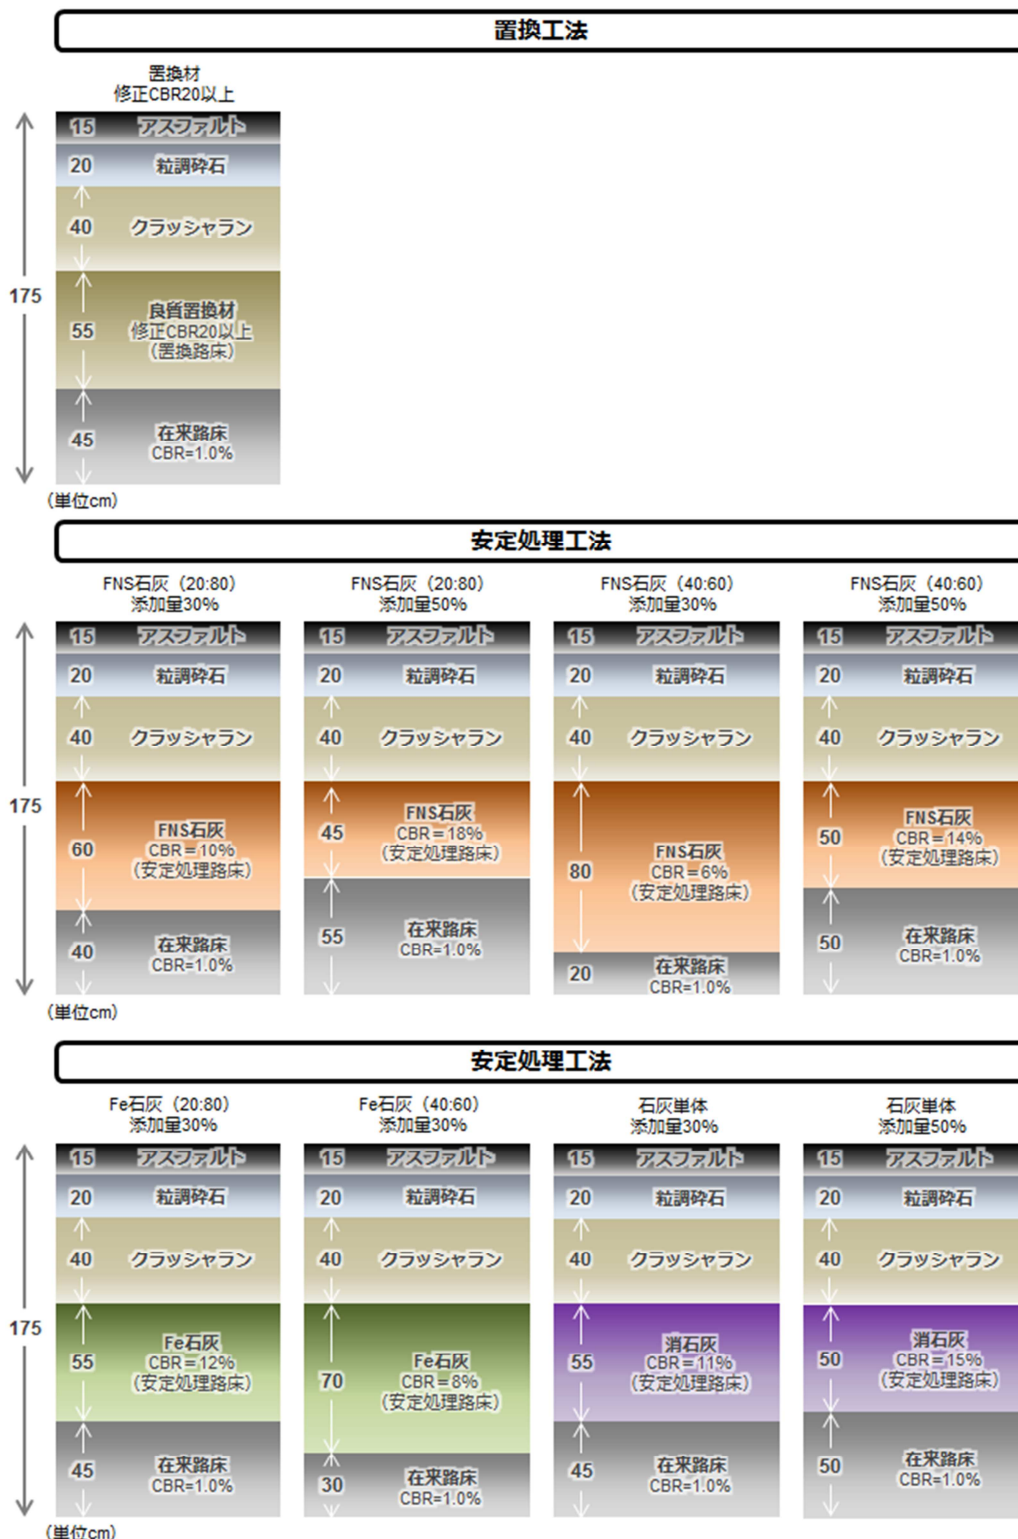 置換工法
置換材
修正CBR20以上
15 アスファルト
20 粒調砕石
40 クラッシャラン
175
55
良質置換材
修正CBR20以上
（置換路床）
45
在来路床
CBR=1.0%
（単位cm）
安定処理工法
FNS石灰（20:80）
添加量30%
FNS石灰（20:80）
添加量50%
FNS石灰（40:60）
添加量30%
FNS石灰（40:60）
添加量50%
175
15 アスファルト
20 粒調砕石
40 クラッシャラン
60
FNS石灰
CBR＝10%
（安定処理路床）
40
在来路床
CBR=1.0%
15 アスファルト
20 粒調砕石
40 クラッシャラン
45
FNS石灰
CBR＝18%
（安定処理路床）
55
在来路床
CBR=1.0%
15 アスファルト
20 粒調砕石
40 クラッシャラン
80
FNS石灰
CBR＝6%
（安定処理路床）
20
在来路床
CBR=1.0%
15 アスファルト
20 粒調砕石
40 クラッシャラン
50
FNS石灰
CBR＝14%
（安定処理路床）
50
在来路床
CBR=1.0%
（単位cm）
安定処理工法
Fe石灰（20:80）
添加量30%
Fe石灰（40:60）
添加量30%
石灰単体
添加量30%
石灰単体
添加量50%
175
15 アスファルト
20 粒調砕石
40 クラッシャラン
55
Fe石灰
CBR＝12%
（安定処理路床）
45
在来路床
CBR=1.0%
15 アスファルト
20 粒調砕石
40 クラッシャラン
70
Fe石灰
CBR＝8%
（安定処理路床）
30
在来路床
CBR=1.0%
15 アスファルト
20 粒調砕石
40 クラッシャラン
55
消石灰
CBR＝11%
（安定処理路床）
45
在来路床
CBR=1.0%
15 アスファルト
20 粒調砕石
40 クラッシャラン
50
消石灰
CBR＝15%
（安定処理路床）
50
在来路床
CBR=1.0%
（単位cm）